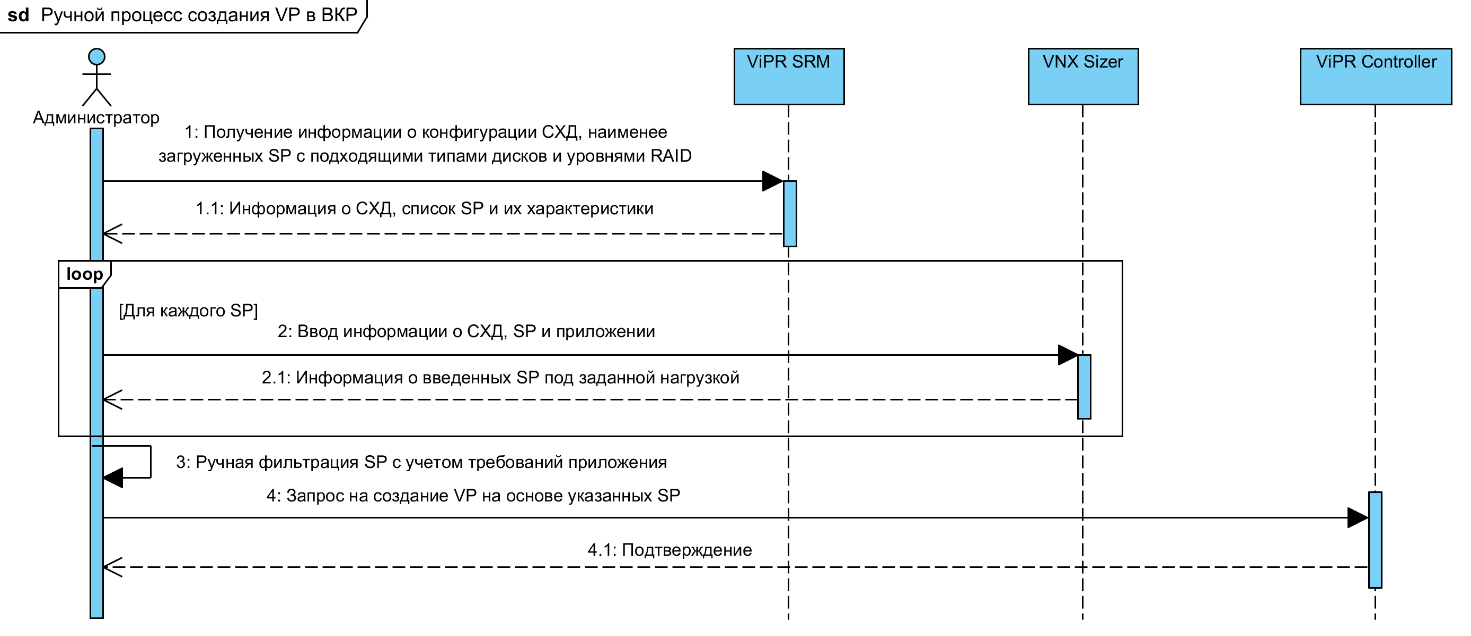 sd Ручной процесс создания VP в ВКР
ViPR SRM
VNX Sizer
ViPR Controller
Администратор
1: Получение информации о конфигурации СХД, наименее
загруженных SP с подходящими типами дисков и уровнями RAID
1.1: Информация о СХД, список SP и их характеристики
loop
[Для каждого SP]
2: Ввод информации о СХД, SP и приложении
2.1: Информация о введенных SP под заданной нагрузкой
3: Ручная фильтрация SP с учетом требований приложения
4: Запрос на создание VP на основе указанных SP
4.1: Подтверждение